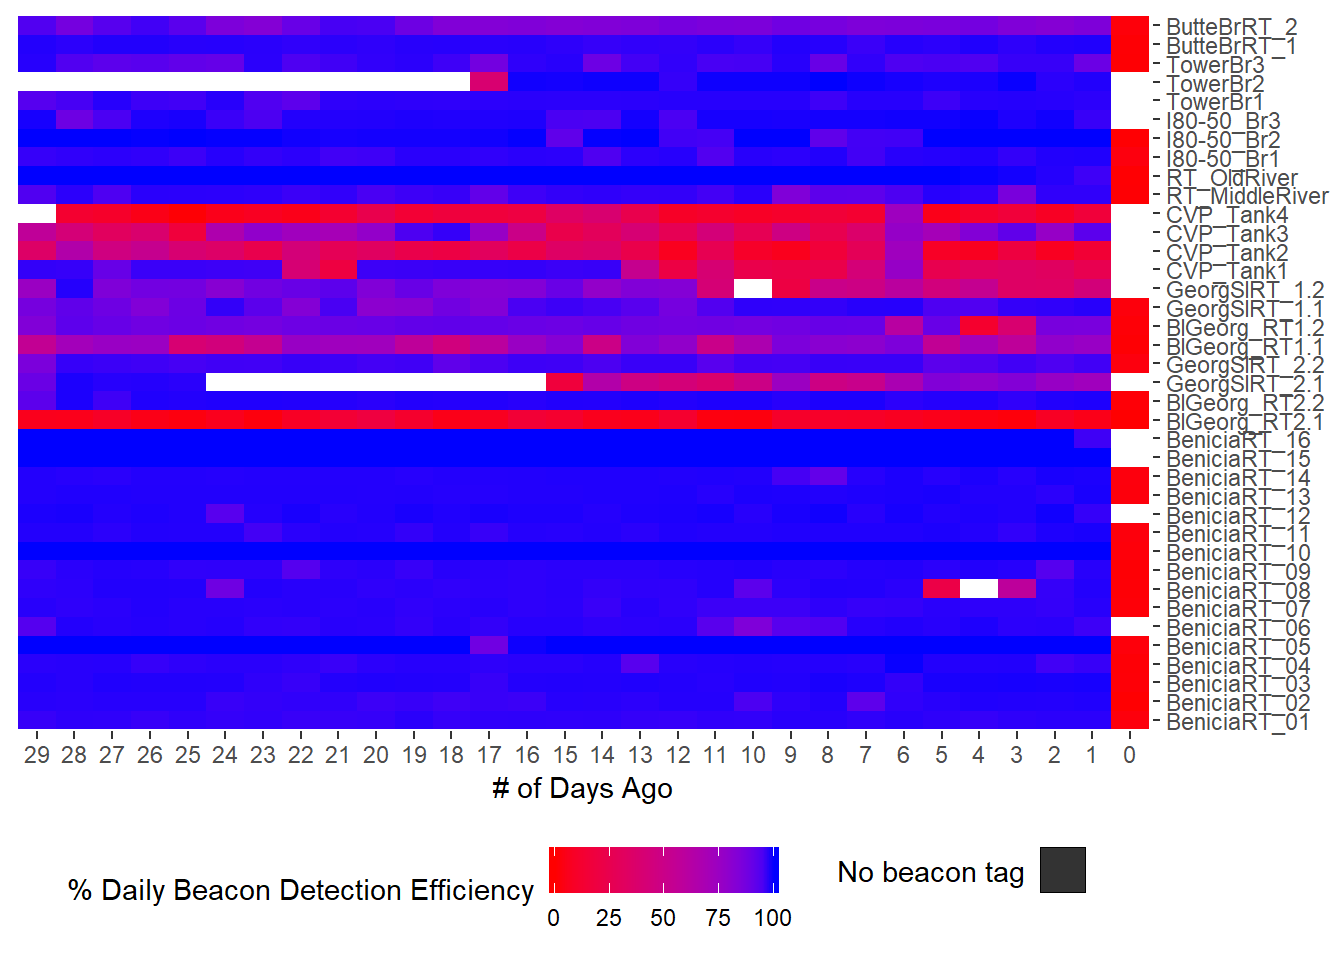 ButteBrRT_2
ButteBrRT_1
TowerBr3
TowerBr2
TowerBr1
I80-50_Br3
I80-50_Br2
I80-50_Br1
RT_OldRiver
RT_MiddleRiver
CVP_Tank4
CVP_Tank3
CVP_Tank2
CVP_Tank1
GeorgSlRT_1.2
GeorgSlRT_1.1
BlGeorg_RT1.2
BlGeorg_RT1.1
GeorgSlRT_2.2
GeorgSlRT_2.1
BlGeorg_RT2.2
BlGeorg_RT2.1
BeniciaRT_16
BeniciaRT_15
BeniciaRT_14
BeniciaRT_13
BeniciaRT_12
BeniciaRT_11
BeniciaRT_10
BeniciaRT_09
BeniciaRT_08
BeniciaRT_07
BeniciaRT_06
BeniciaRT_05
BeniciaRT_04
BeniciaRT_03
BeniciaRT_02
BeniciaRT_01
29 28 27 26 25 24 23 22 21 20 19 18 17 16 15 14 13 12 11 10 9 8 7 6 5 4 3 2 1 0
# of Days Ago
% Daily Beacon Detection Efficiency
0 25 50 75 100
No beacon tag